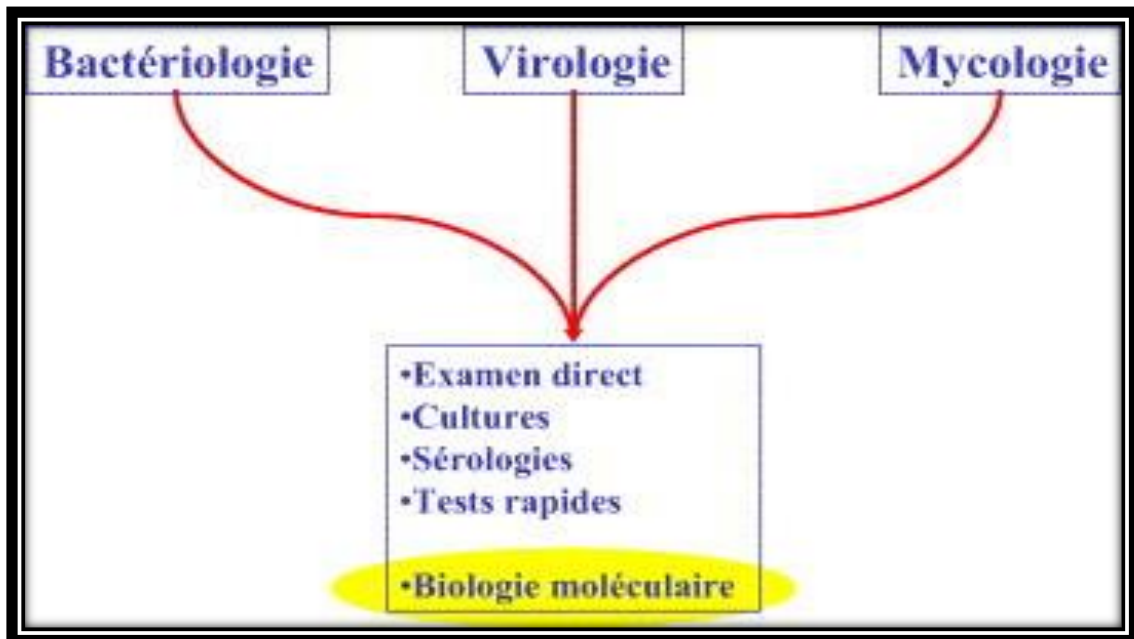 Bactériologie
Virologie
Mycologie
•Examen direct
•Cultures
•Sérologies
•Tests rapides
•Biologie moléculaire